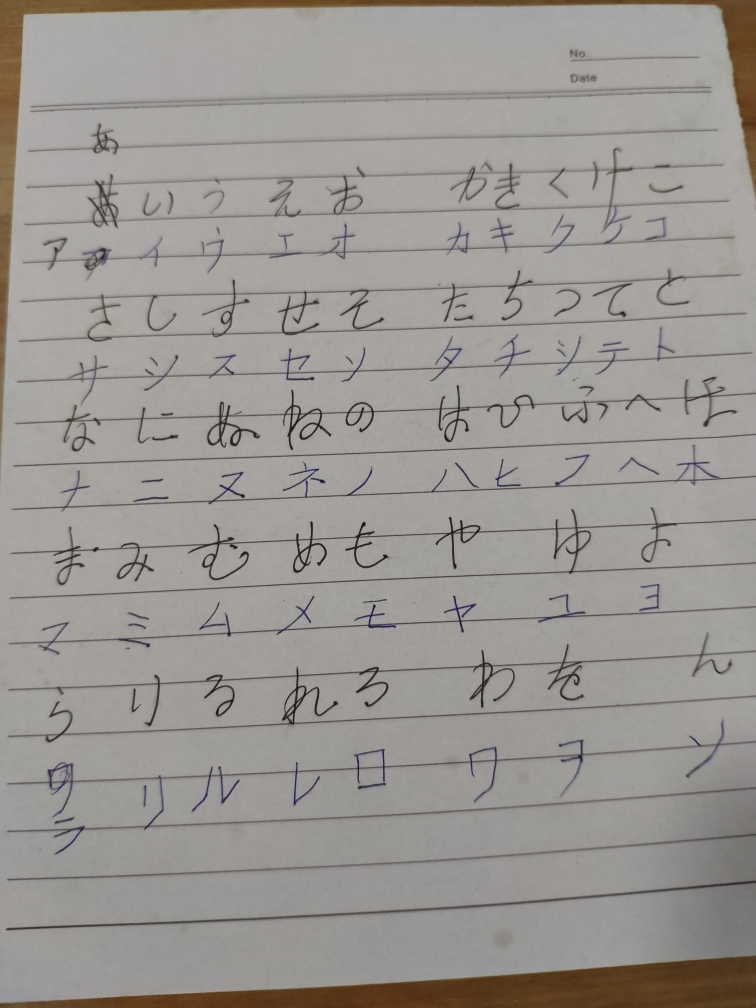 No
Date
あ
いうえお かきくけこ
ア イウエオ カキクケコ
さしすせそ たちつてと
サシスセソ タチシテト
なにぬねの はひふへほ
ナニヌネノ ハヒフヘホ
まみむめも やゆよ
マミムメモ ヤユヨ
らりるれろ わを ん
リルレロ ワヲ ソ
ラ